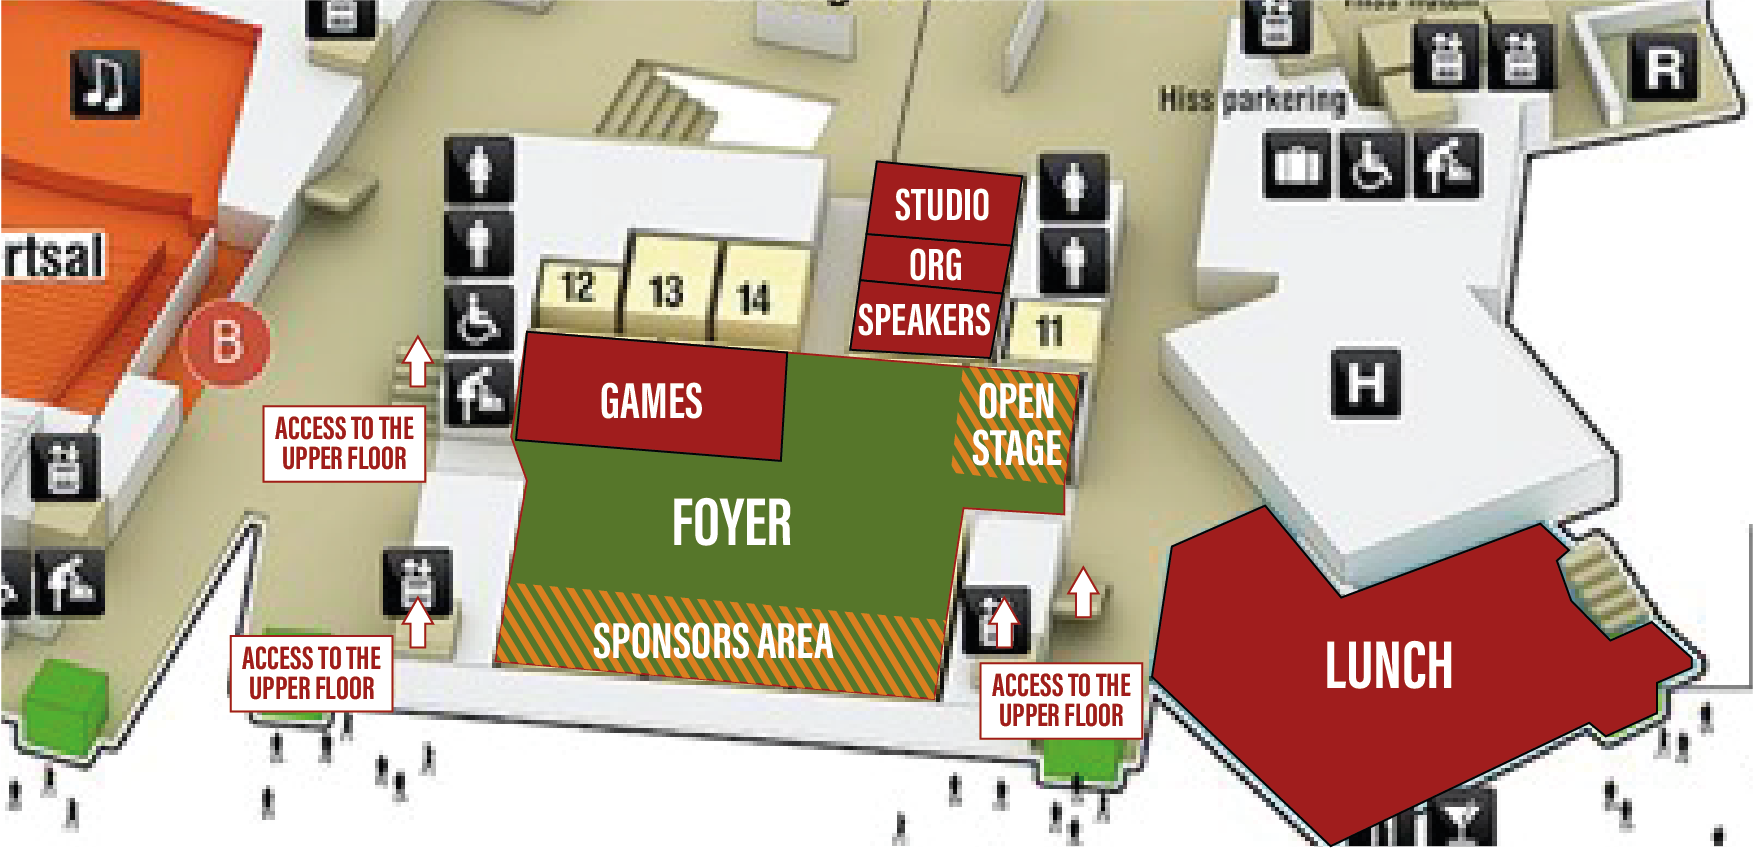 Hiss parkering
R
STUDIO
ORG
SPEAKERS
rtsal
12
13
14
11
B
H
GAMES
OPEN
STAGE
ACCESS TO THE
UPPER FLOOR
FOYER
SPONSORS AREA
ACCESS TO THE
UPPER FLOOR
ACCESS TO THE
UPPER FLOOR
LUNCH